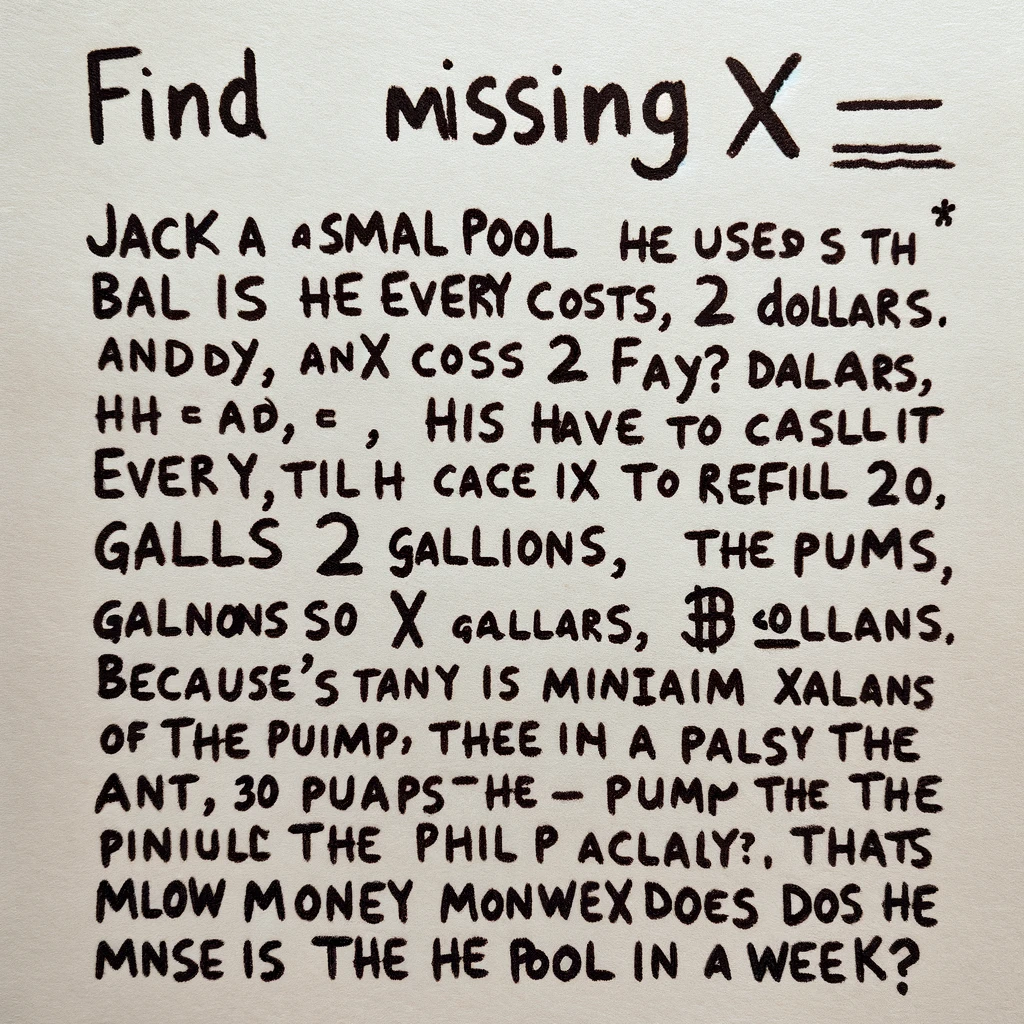 Find missing X =
JACK A A SMAL POOL HE USED S TH *
BAL IS HE EVERY COSTS, 2 dOLLARS.
ANDDY, ANX COSS 2 FAY? DALARS,
HH = AD, = , HIS HAVE TO CASLLIT
EVERY, TIL H CACE IX TO REFILL 20,
GALLS 2 GALLIONS, THE PUMS,
GALNONS SO X GALLARS, OLLANS.
BECAUSE'S TANY IS MINIAIM XALANS
OF THE PUIMP, THEE IN A PALSY THE
ANT, 30 PUAPS-HE – PUMP THE THE
PINIULC THE PHIL P ACLALY?. THATS
MLOW MONEY MONWEX DOES DOS HE
MNSE IS THE HE POOL IN A WEEK?